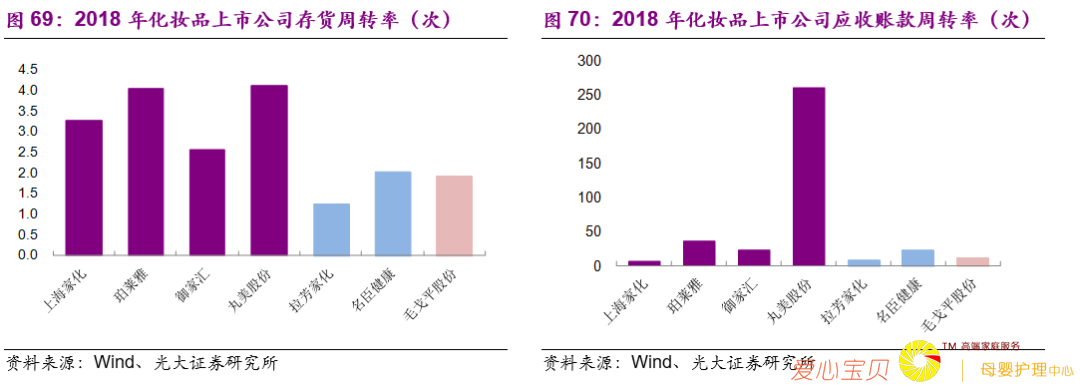 图 69：2018 年化妆品上市公司存货周转率（次）
4.5
4.0
3.5
3.0
2.5
2.0
1.5
1.0
0.5
0.0
上海家化
珀莱雅
御家汇
丸美股份
拉芳家化
名臣健康
毛戈平股份
资料来源：Wind、光大证券研究所
图 70：2018 年化妆品上市公司应收账款周转率（次）
300
250
200
150
100
50
0
上海家化
珀莱雅
御家汇
丸美股份
拉芳家化
名臣健康
毛戈平股份
资料来源：Wind、光大证券研究所
爱心宝贝
TM 高端家庭服务
母婴护理中心